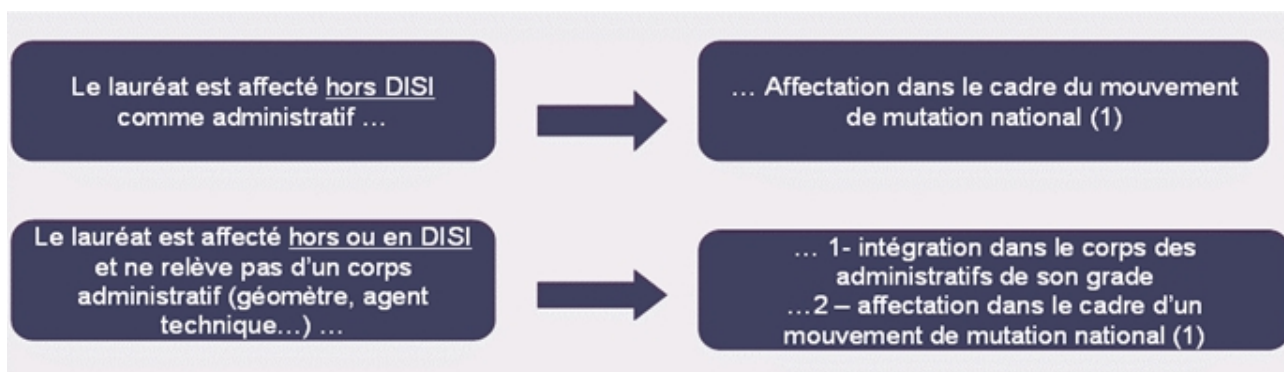 Le lauréat est affecté hors DISI
comme administratif …
… Affectation dans le cadre du mouvement
de mutation national (1)
Le lauréat est affecté hors ou en DISI
et ne relève pas d’un corps
administratif (géomètre, agent
technique…) …
… 1- intégration dans le corps des
administratifs de son grade
…2 – affectation dans le cadre d’un
mouvement de mutation national (1)